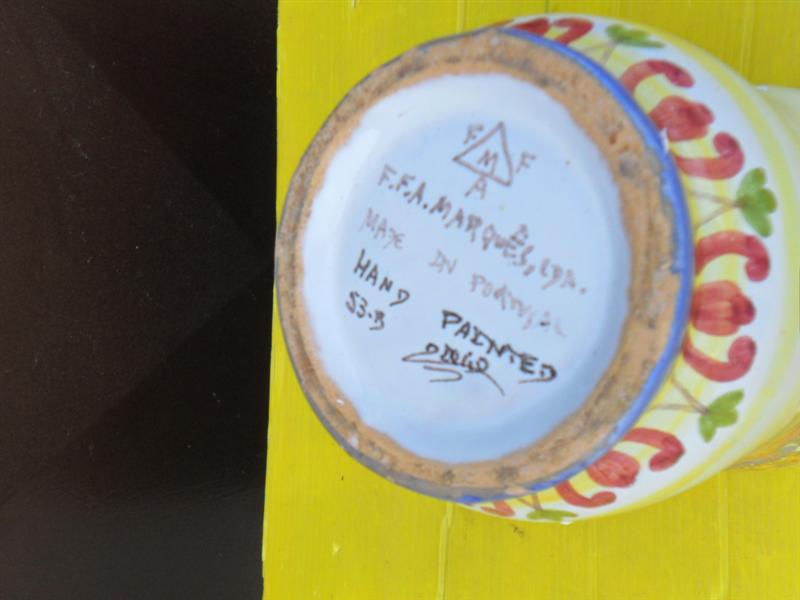 F
M F
A
F.F.A. MARQUES, LDA.
MADE IN PORTUGAL
HAND PAINTED
53-B